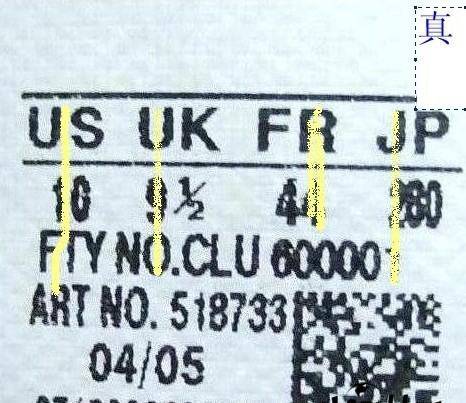 真
US UK FR JP
10 9½ 44 280
FTY NO.CLU 600001
ART NO. 518733
04/05